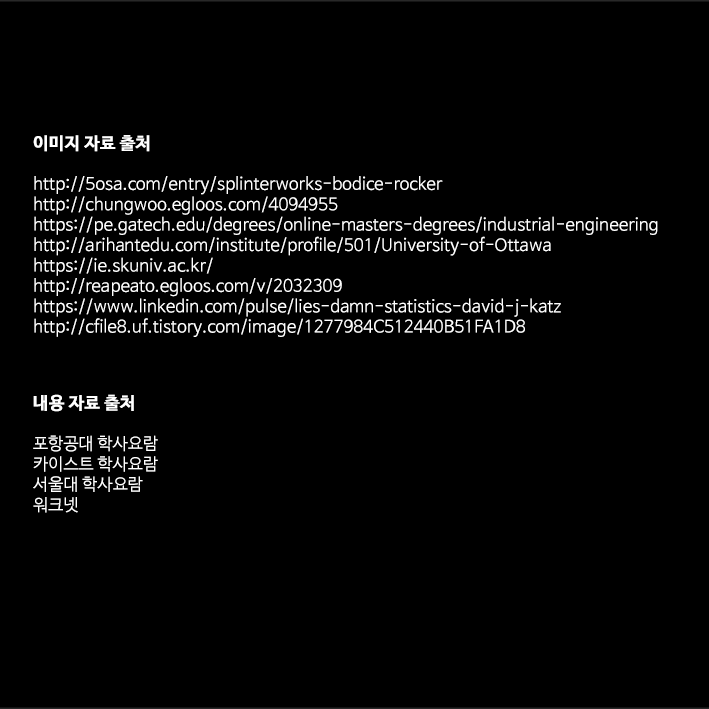 이미지 자료 출처
http://5osa.com/entry/splinterworks-bodice-rocker
http://chungwoo.egloos.com/4094955
https://pe.gatech.edu/degrees/online-masters-degrees/industrial-engineering
http://arihantedu.com/institute/profile/501/University-of-Ottawa
https://ie.skuniv.ac.kr/
http://reapeato.egloos.com/v/2032309
https://www.linkedin.com/pulse/lies-damn-statistics-david-j-katz
http://cfile8.uf.tistory.com/image/1277984C512440B51FA1D8
내용 자료 출처
포항공대 학사요람
카이스트 학사요람
서울대 학사요람
워크넷